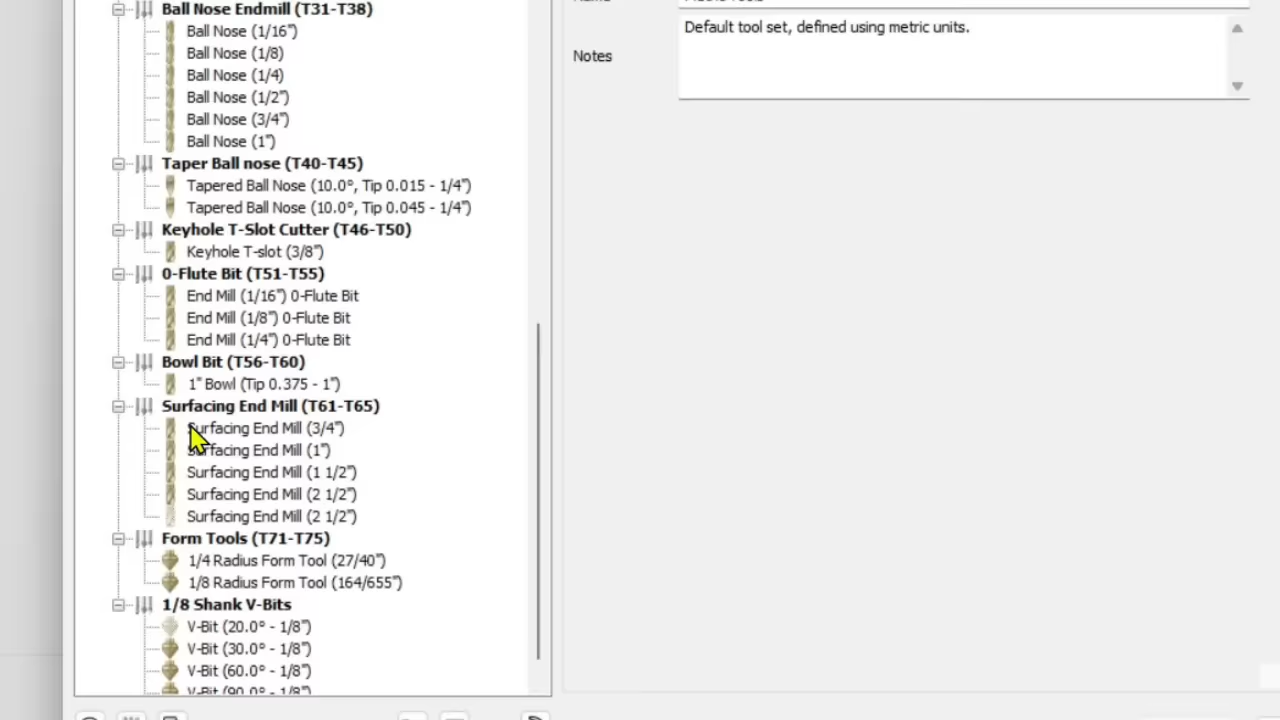 Ball Nose Endmill (T31-T38)
Ball Nose (1/16")
Ball Nose (1/8)
Ball Nose (1/4)
Ball Nose (1/2")
Ball Nose (3/4")
Ball Nose (1")
Taper Ball nose (T40-T45)
Tapered Ball Nose (10.0°, Tip 0.015 - 1/4")
Tapered Ball Nose (10.0°, Tip 0.045 - 1/4")
Keyhole T-Slot Cutter (T46-T50)
Keyhole T-slot (3/8")
0-Flute Bit (T51-T55)
End Mill (1/16") 0-Flute Bit
End Mill (1/8") 0-Flute Bit
End Mill (1/4") 0-Flute Bit
Bowl Bit (T56-T60)
1" Bowl (Tip 0.375 - 1")
Surfacing End Mill (T61-T65)
Surfacing End Mill (3/4")
Surfacing End Mill (1")
Surfacing End Mill (1 1/2")
Surfacing End Mill (2 1/2")
Surfacing End Mill (2 1/2")
Form Tools (T71-T75)
1/4 Radius Form Tool (27/40")
1/8 Radius Form Tool (164/655")
1/8 Shank V-Bits
V-Bit (20.0° - 1/8")
V-Bit (30.0° - 1/8")
V-Bit (60.0° - 1/8")
V-Bit (90.0° - 1/8")
Default tool set, defined using metric units.
Notes